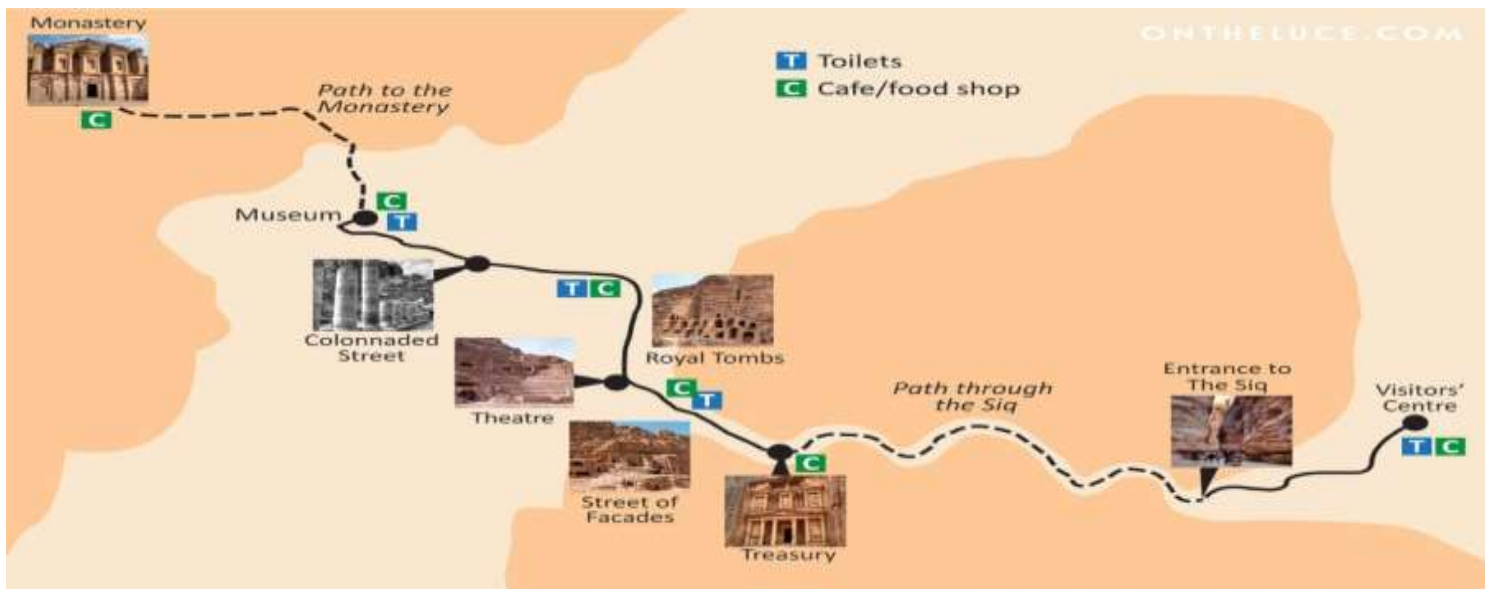 Monastery
ONTHELUCE.COM
T Toilets
C Cafe/food shop
Path to the
Monastery
C
C
Museum
T
T C
Colonnaded
Street
Royal Tombs
Entrance to
The Siq
Path through
the Siq
Visitors'
Centre
C
T
Theatre
T C
C
Street of
Facades
Treasury